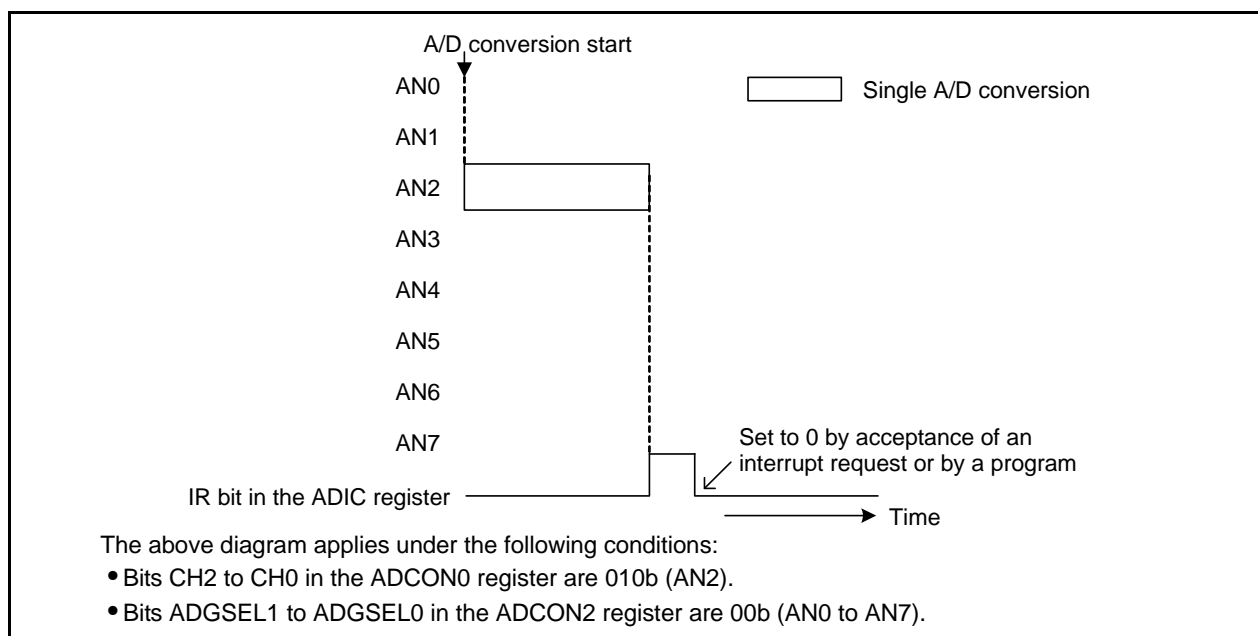 A/D conversion start
AN0
Single A/D conversion
AN1
AN2
AN3
AN4
AN5
AN6
AN7
Set to 0 by acceptance of an
interrupt request or by a program
IR bit in the ADIC register
Time
The above diagram applies under the following conditions:
• Bits CH2 to CH0 in the ADCON0 register are 010b (AN2).
• Bits ADGSEL1 to ADGSEL0 in the ADCON2 register are 00b (AN0 to AN7).